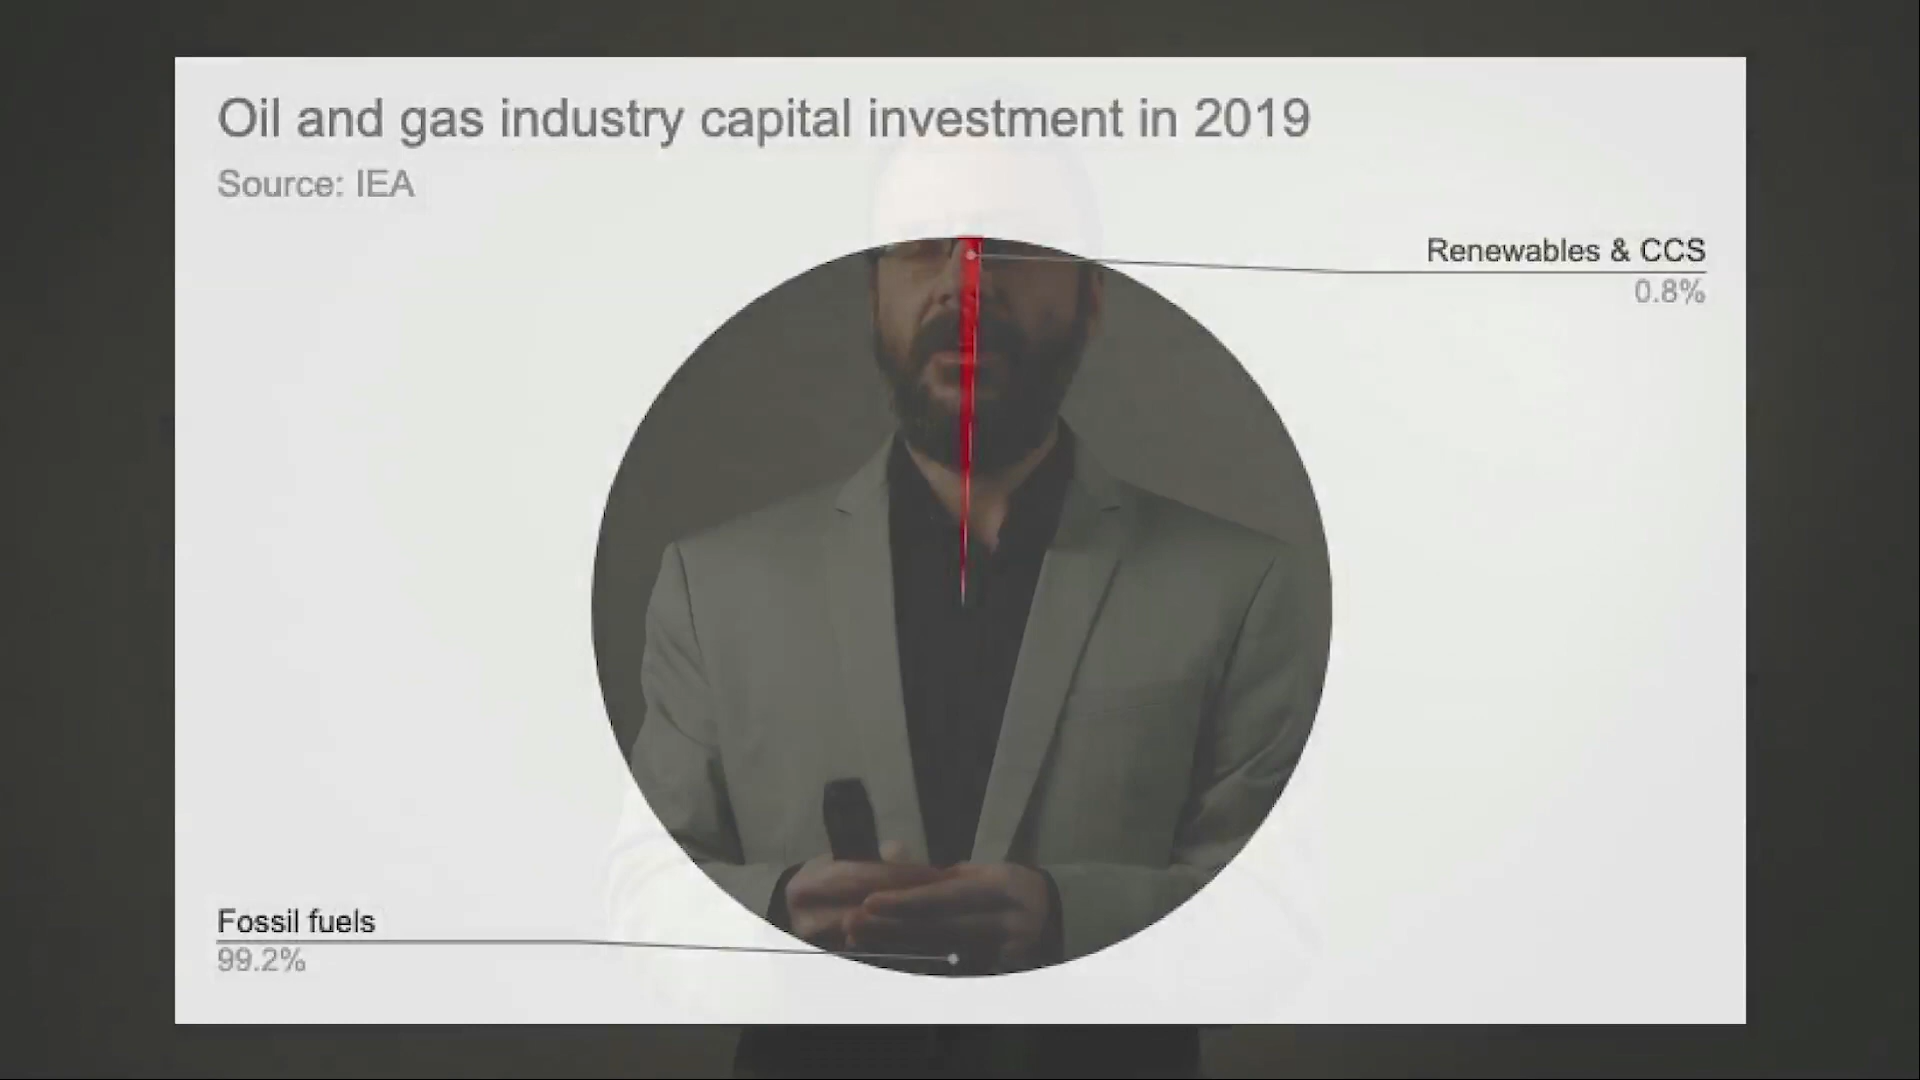 Oil and gas industry capital investment in 2019
Source: IEA
Renewables & CCS
0.8%
Fossil fuels
99.2%